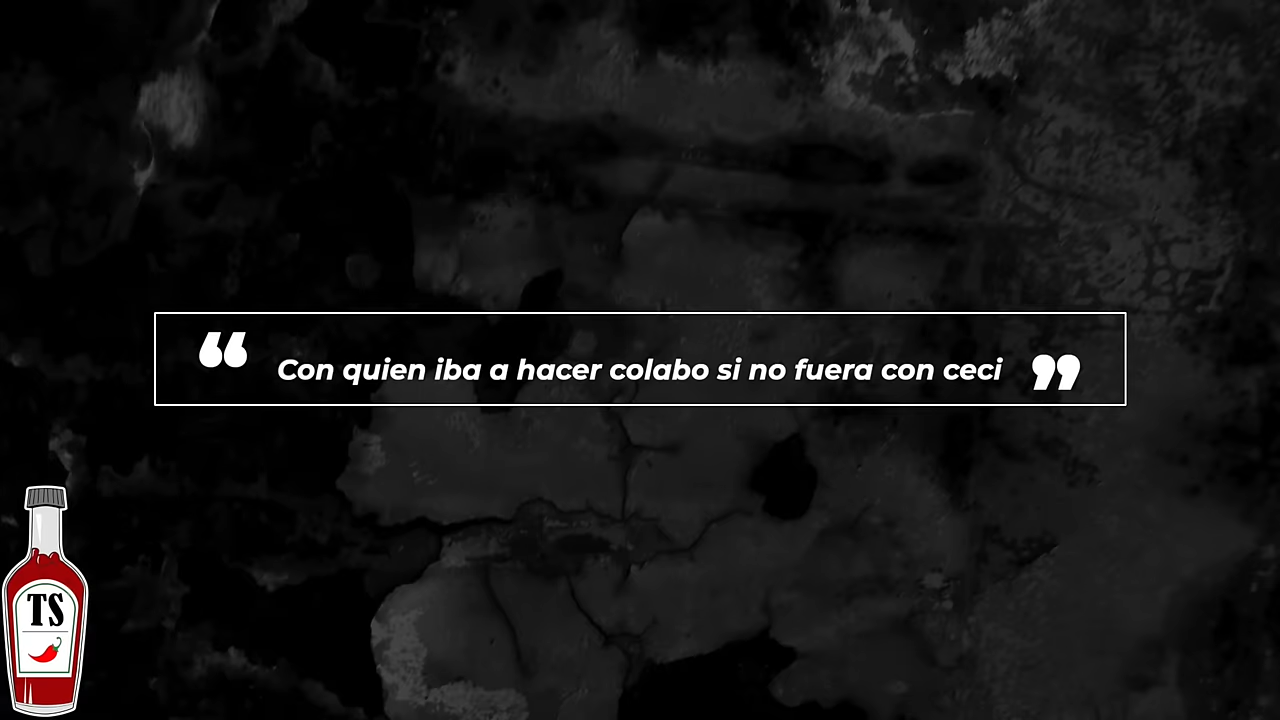 “ Con quien iba a hacer colabo si no fuera con ceci ”
TS